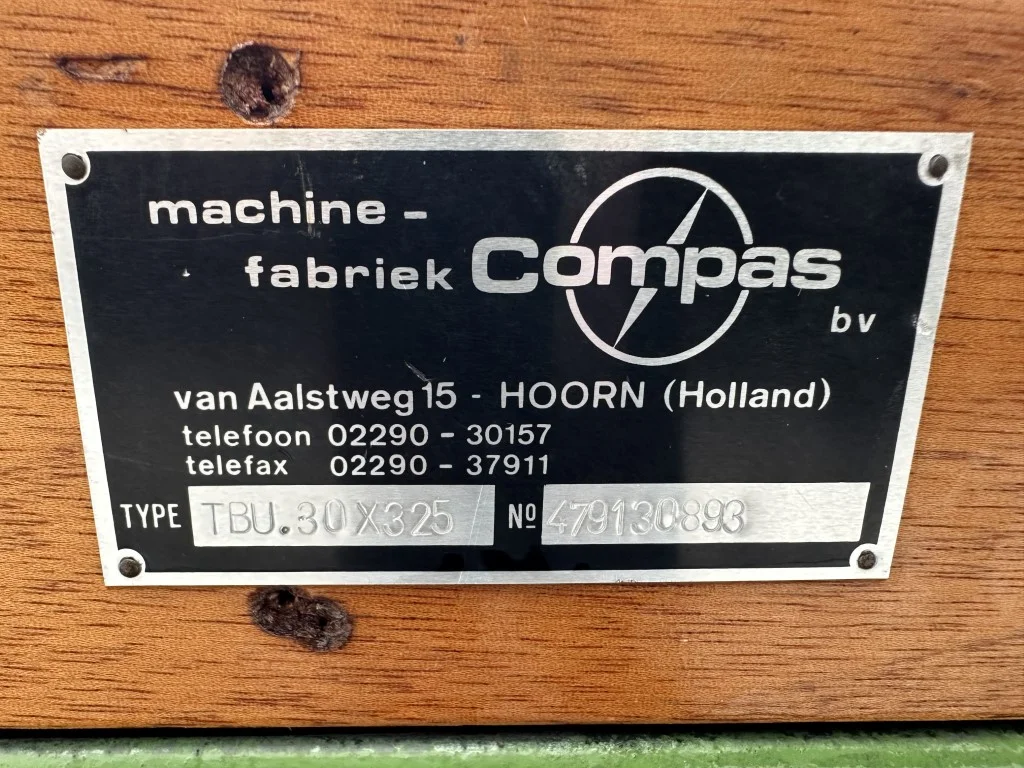 machine -
fabriek Compas
bv
van Aalstweg 15 - HOORN (Holland)
telefoon 02290 - 30157
telefax 02290 - 37911
TYPE TBU.30X325 Nº 479130893